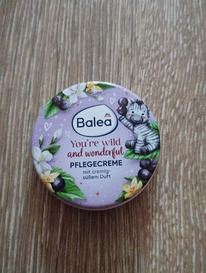 Balea
You're wild
and wonderful
PFLEGECREME
mit cremig-
süßem Duft